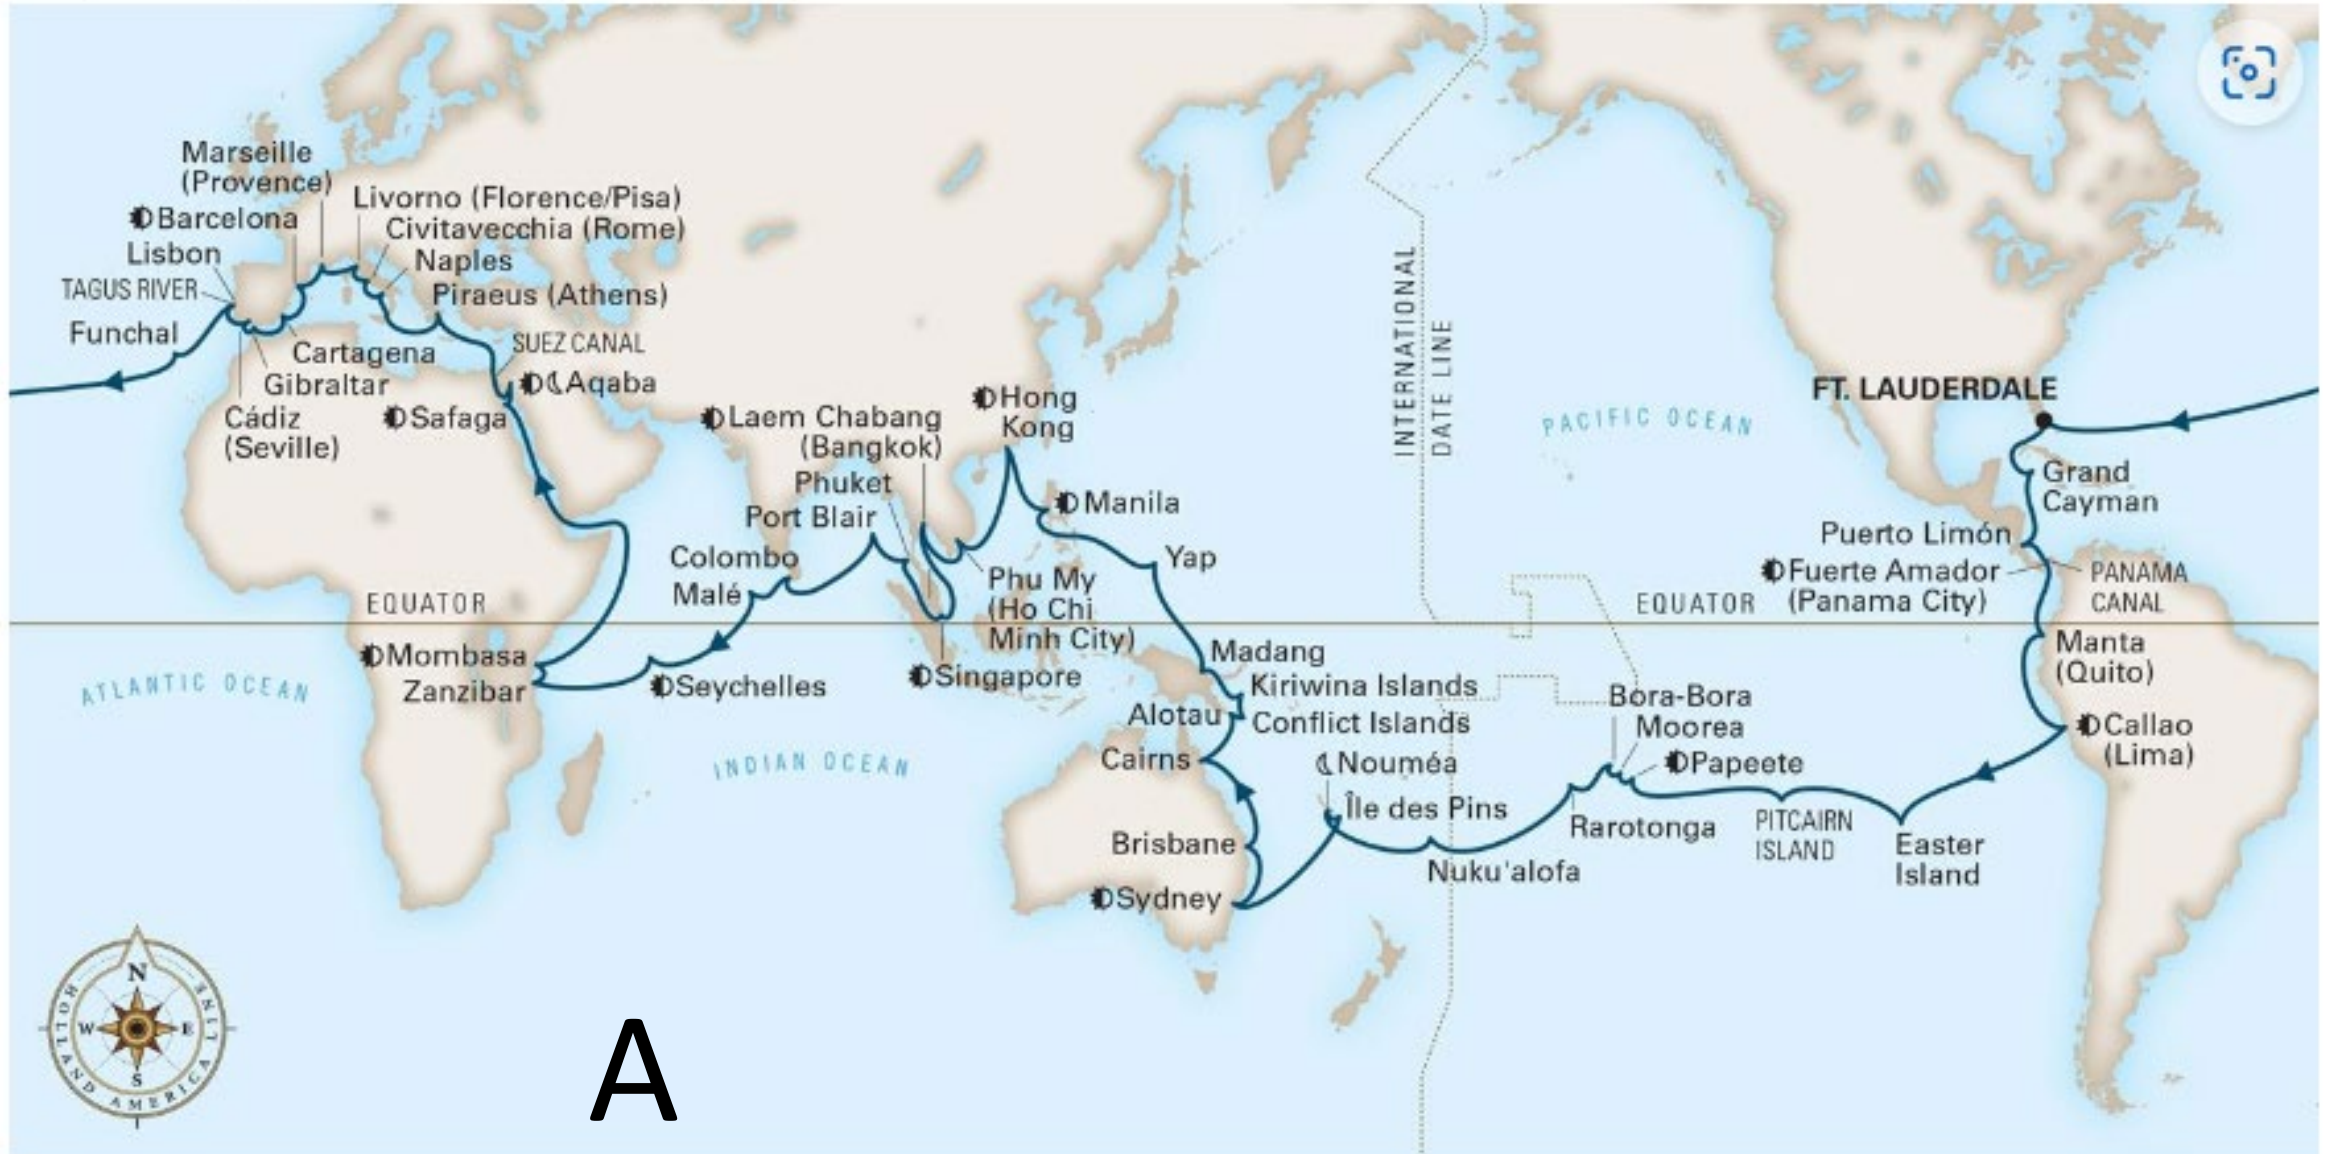 Marseille
(Provence)
Livorno (Florence/Pisa)
Barcelona
Civitavecchia (Rome)
Lisbon
Naples
TAGUS RIVER
Piraeus (Athens)
Funchal
SUEZ CANAL
Cartagena
Gibraltar
Aqaba
Cádiz
(Seville)
Safaga
Laem Chabang
(Bangkok)
Hong
Kong
Phuket
Port Blair
Manila
Colombo
Malé
Yap
Phu My
(Ho Chi
Minh City)
EQUATOR
Mombasa
Zanzibar
Seychelles
Singapore
ATLANTIC OCEAN
INDIAN OCEAN
Madang
Kiriwina Islands
Alotau
Conflict Islands
Cairns
Nouméa
Île des Pins
Brisbane
Sydney
INTERNATIONAL
DATE LINE
PACIFIC OCEAN
FT. LAUDERDALE
Grand
Cayman
Puerto Limón
Fuerte Amador
(Panama City)
PANAMA
CANAL
EQUATOR
Manta
(Quito)
Callao
(Lima)
Bora-Bora
Moorea
Papeete
Rarotonga
PITCAIRN
ISLAND
Easter
Island
Nuku'alofa
N
W E
S
HOLLAND AMERICA LINE
A